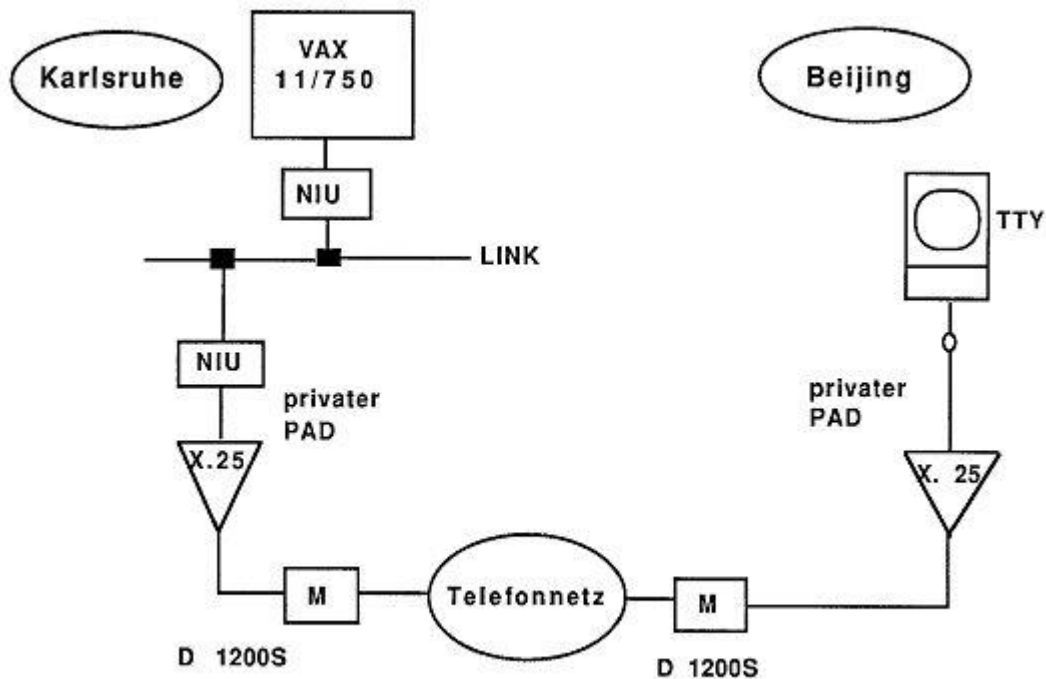 Karlsruhe
VAX
11/750
Beijing
NIU
TTY
LINK
NIU
privater
PAD
privater
PAD
X.25
X. 25
M
Telefonnetz
M
D 1200S
D 1200S